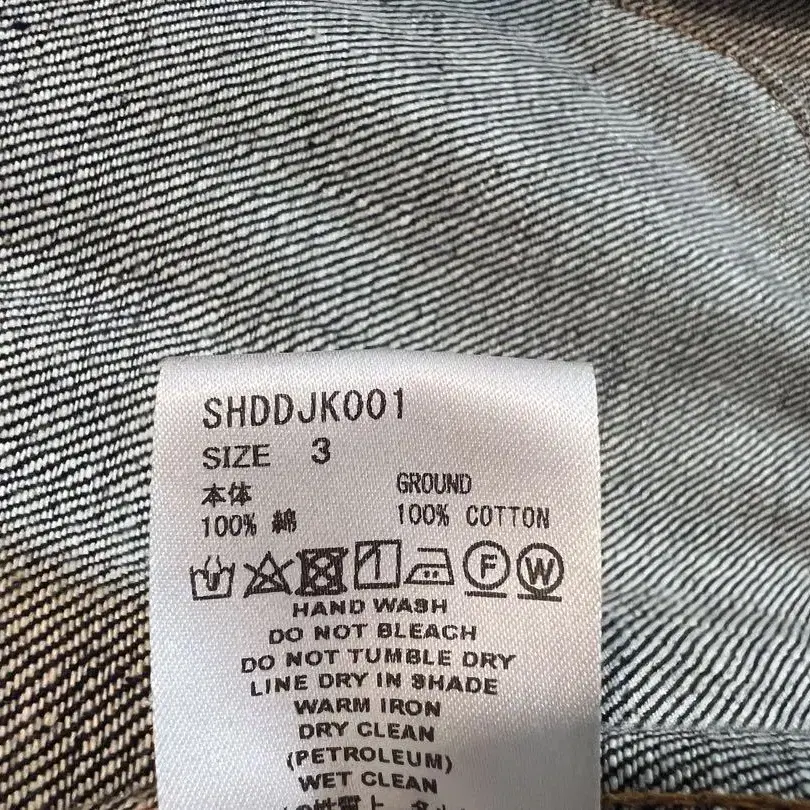 SHDDJK001
SIZE 3
本体 GROUND
100% 綿 100% COTTON
F W
HAND WASH
DO NOT BLEACH
DO NOT TUMBLE DRY
LINE DRY IN SHADE
WARM IRON
DRY CLEAN
(PETROLEUM)
WET CLEAN